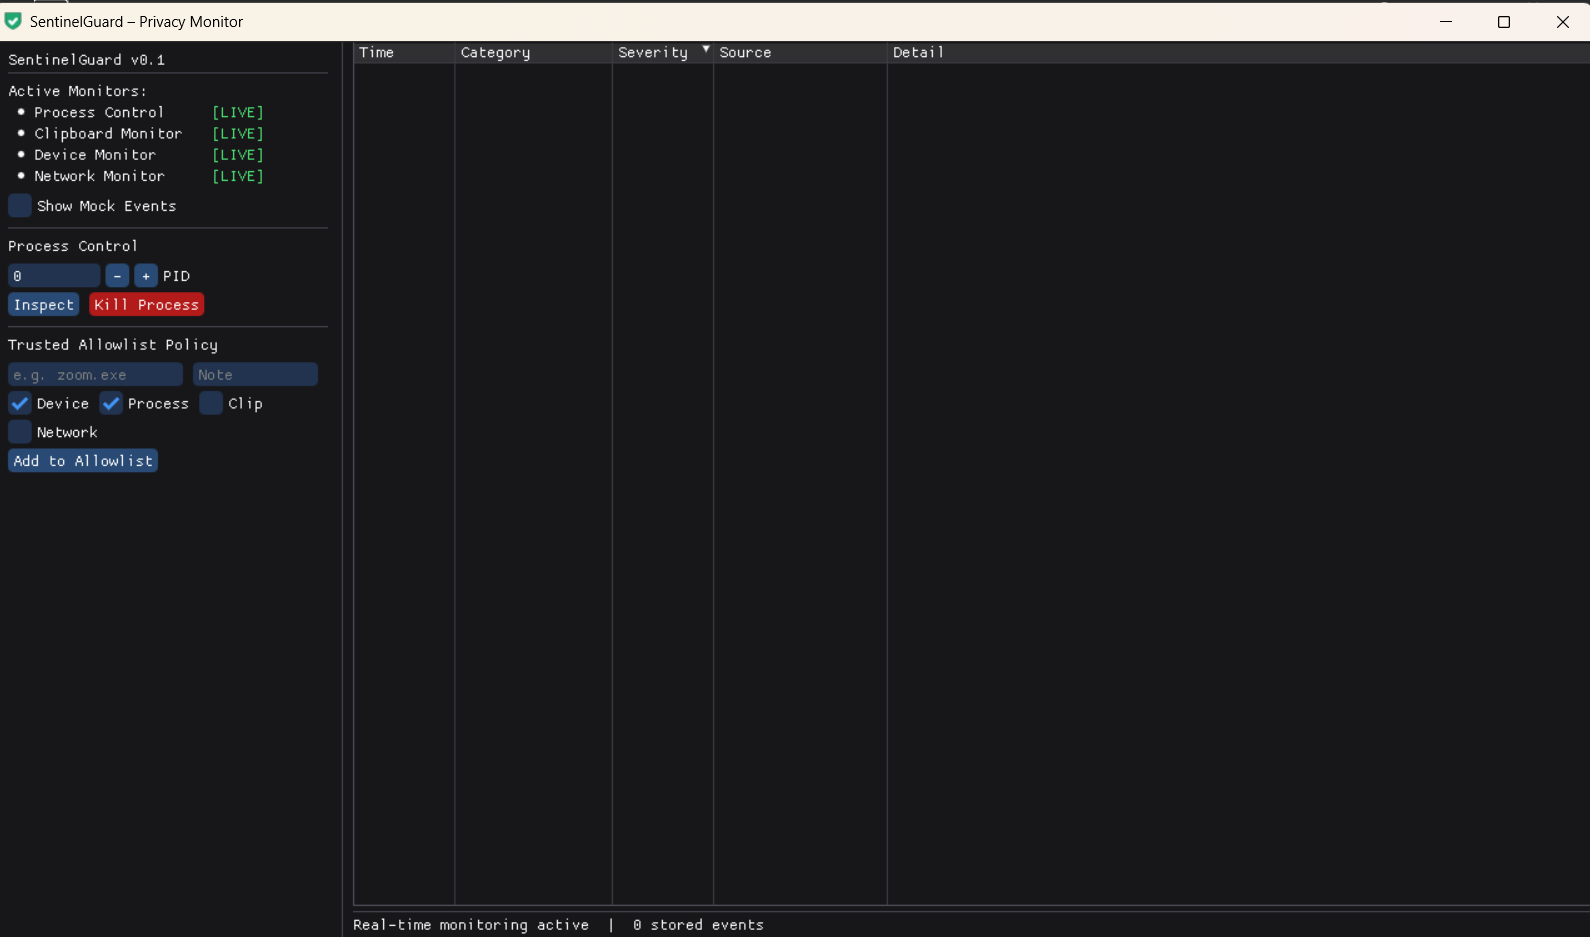 SentinelGuard – Privacy Monitor
SentinelGuard v0.1
Active Monitors:
Process Control [LIVE]
Clipboard Monitor [LIVE]
Device Monitor [LIVE]
Network Monitor [LIVE]
Show Mock Events
Process Control
0 - + PID
Inspect Kill Process
Trusted Allowlist Policy
e.g. zoom.exe Note
Device Process Clip
Network
Add to Allowlist
Time Category Severity Source Detail
Real-time monitoring active | 0 stored events